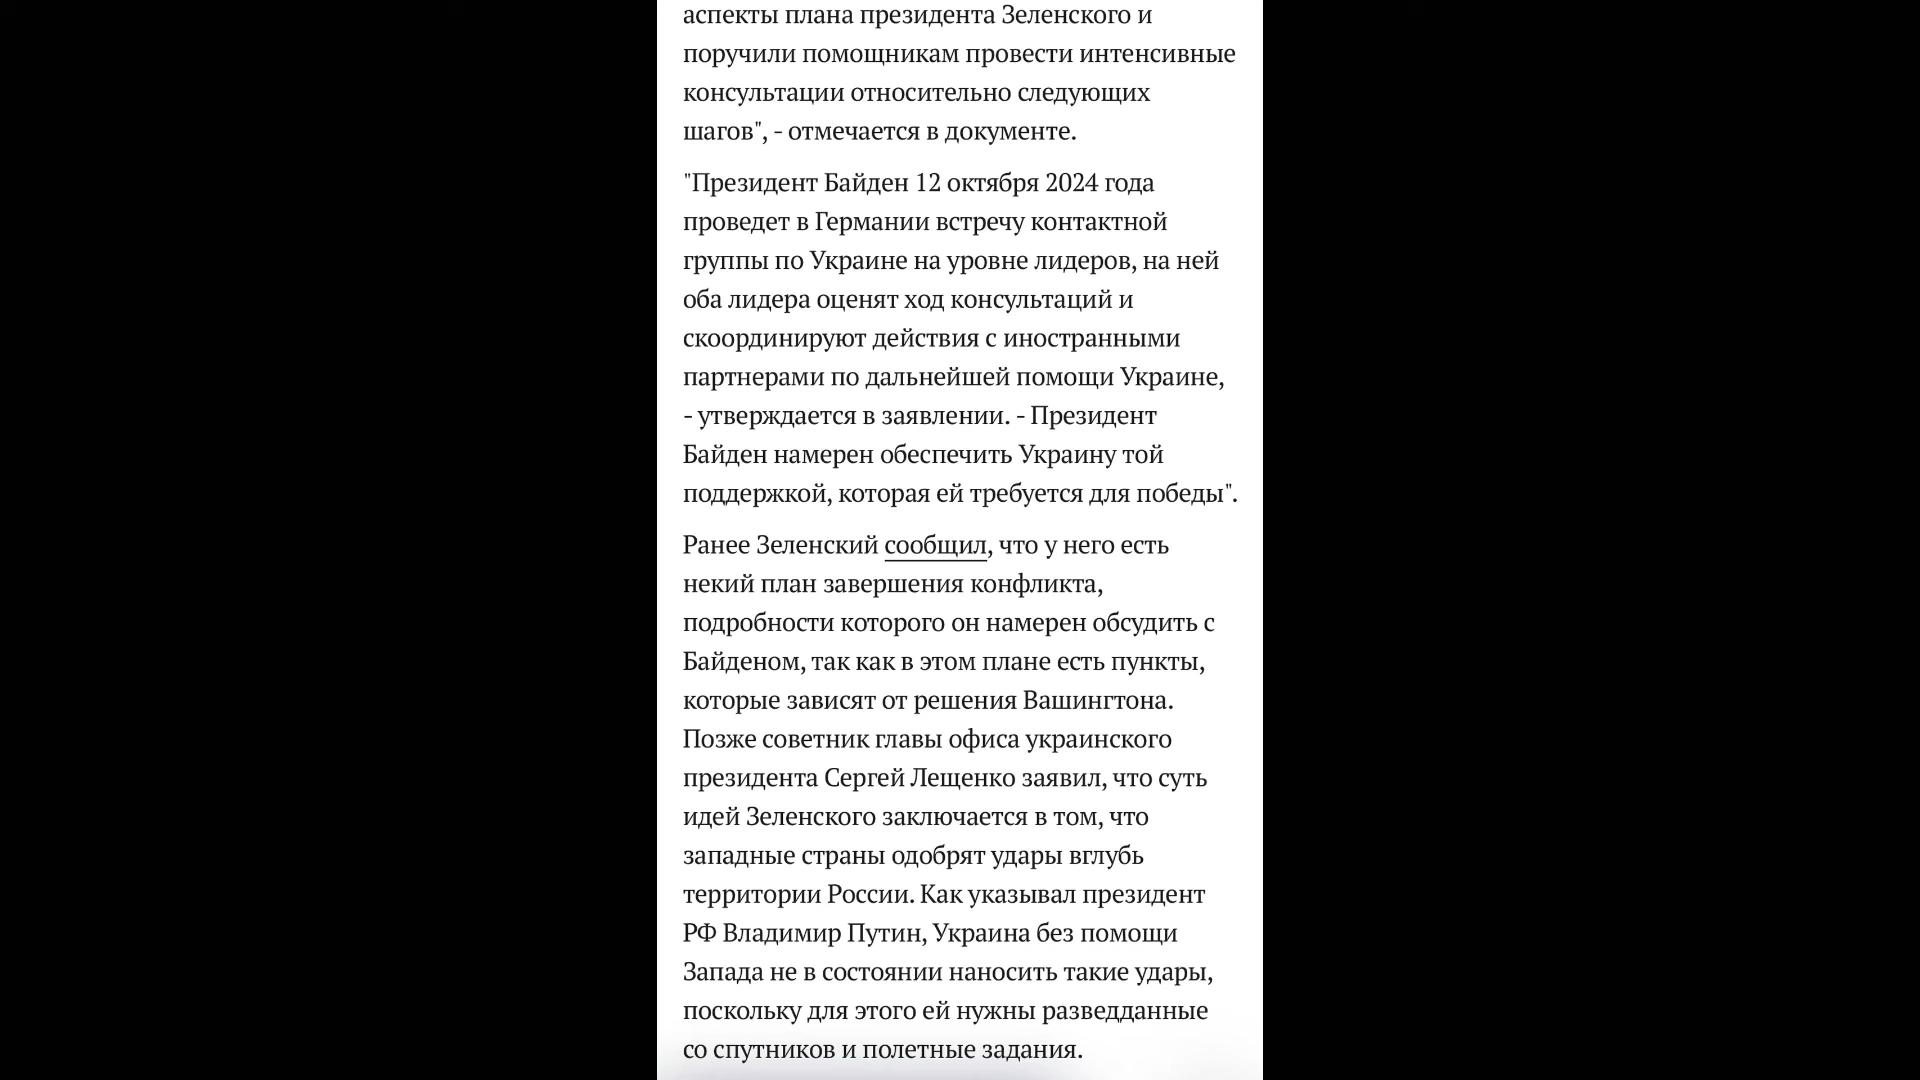 аспекты плана президента Зеленского и
поручили помощникам провести интенсивные
консультации относительно следующих
шагов", - отмечается в документе.
"Президент Байден 12 октября 2024 года
проведет в Германии встречу контактной
группы по Украине на уровне лидеров, на ней
оба лидера оценят ход консультаций и
скоординируют действия с иностранными
партнерами по дальнейшей помощи Украине,
- утверждается в заявлении. - Президент
Байден намерен обеспечить Украину той
поддержкой, которая ей требуется для победы".
Ранее Зеленский сообщил, что у него есть
некий план завершения конфликта,
подробности которого он намерен обсудить с
Байденом, так как в этом плане есть пункты,
которые зависят от решения Вашингтона.
Позже советник главы офиса украинского
президента Сергей Лещенко заявил, что суть
идей Зеленского заключается в том, что
западные страны одобрят удары вглубь
территории России. Как указывал президент
РФ Владимир Путин, Украина без помощи
Запада не в состоянии наносить такие удары,
поскольку для этого ей нужны разведданные
со спутников и полетные задания.